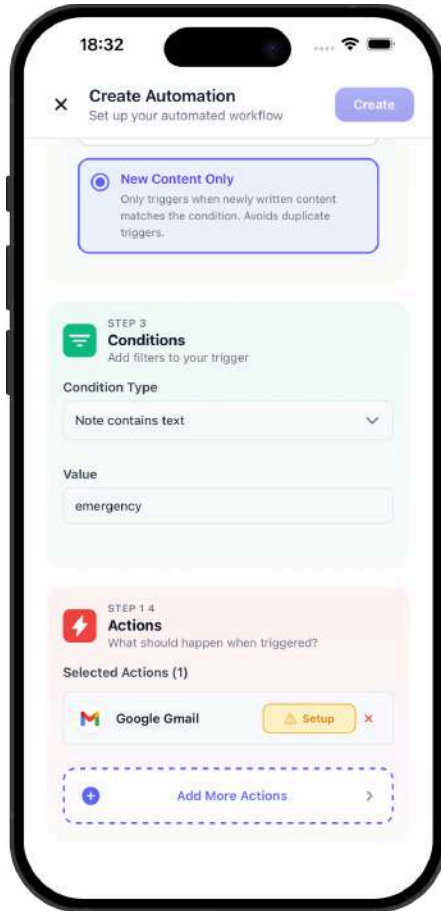 18:32
Create Automation
Set up your automated workflow
Create
New Content Only
Only triggers when newly written content
matches the condition. Avoids duplicate
triggers.
STEP 3
Conditions
Add filters to your trigger
Condition Type
Note contains text
Value
emergency
STEP 1 4
Actions
What should happen when triggered?
Selected Actions (1)
Google Gmail
Setup
Add More Actions